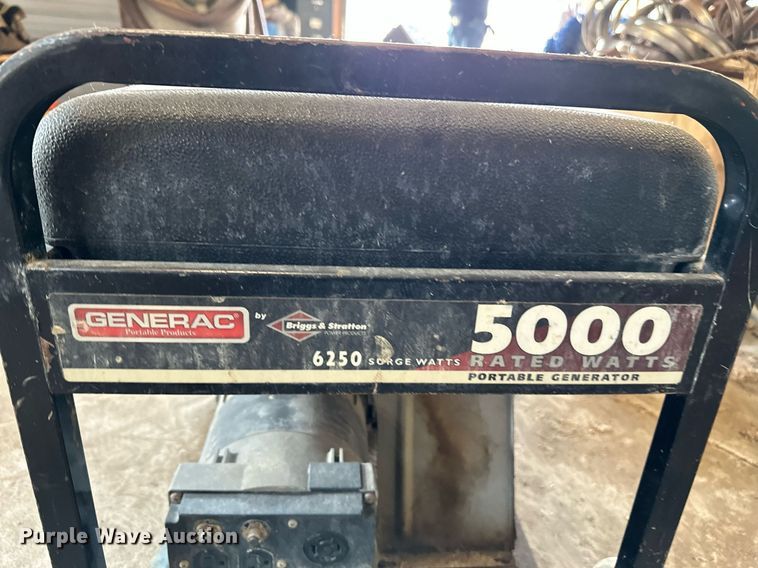 GENERAC
Portable Products
by
Briggs & Stratton
POWER PRODUCTS
5000
6250 SURGE WATTS
RATED WATTS
PORTABLE GENERATOR
Purple Wave Auction